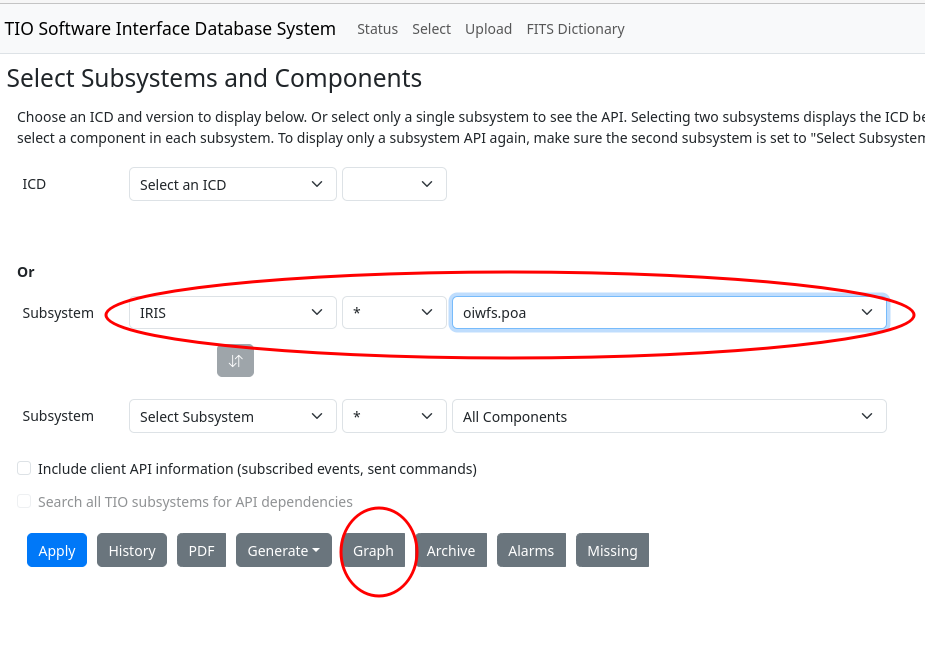 TIO Software Interface Database System Status Select Upload FITS Dictionary
Select Subsystems and Components
Choose an ICD and version to display below. Or select only a single subsystem to see the API. Selecting two subsystems displays the ICD
select a component in each subsystem. To display only a subsystem API again, make sure the second subsystem is set to "Select Subsystem
ICD Select an ICD
Or
Subsystem IRIS * oiwfs.poa
Subsystem Select Subsystem * All Components
Include client API information (subscribed events, sent commands)
Search all TIO subsystems for API dependencies
Apply History PDF Generate Graph Archive Alarms Missing